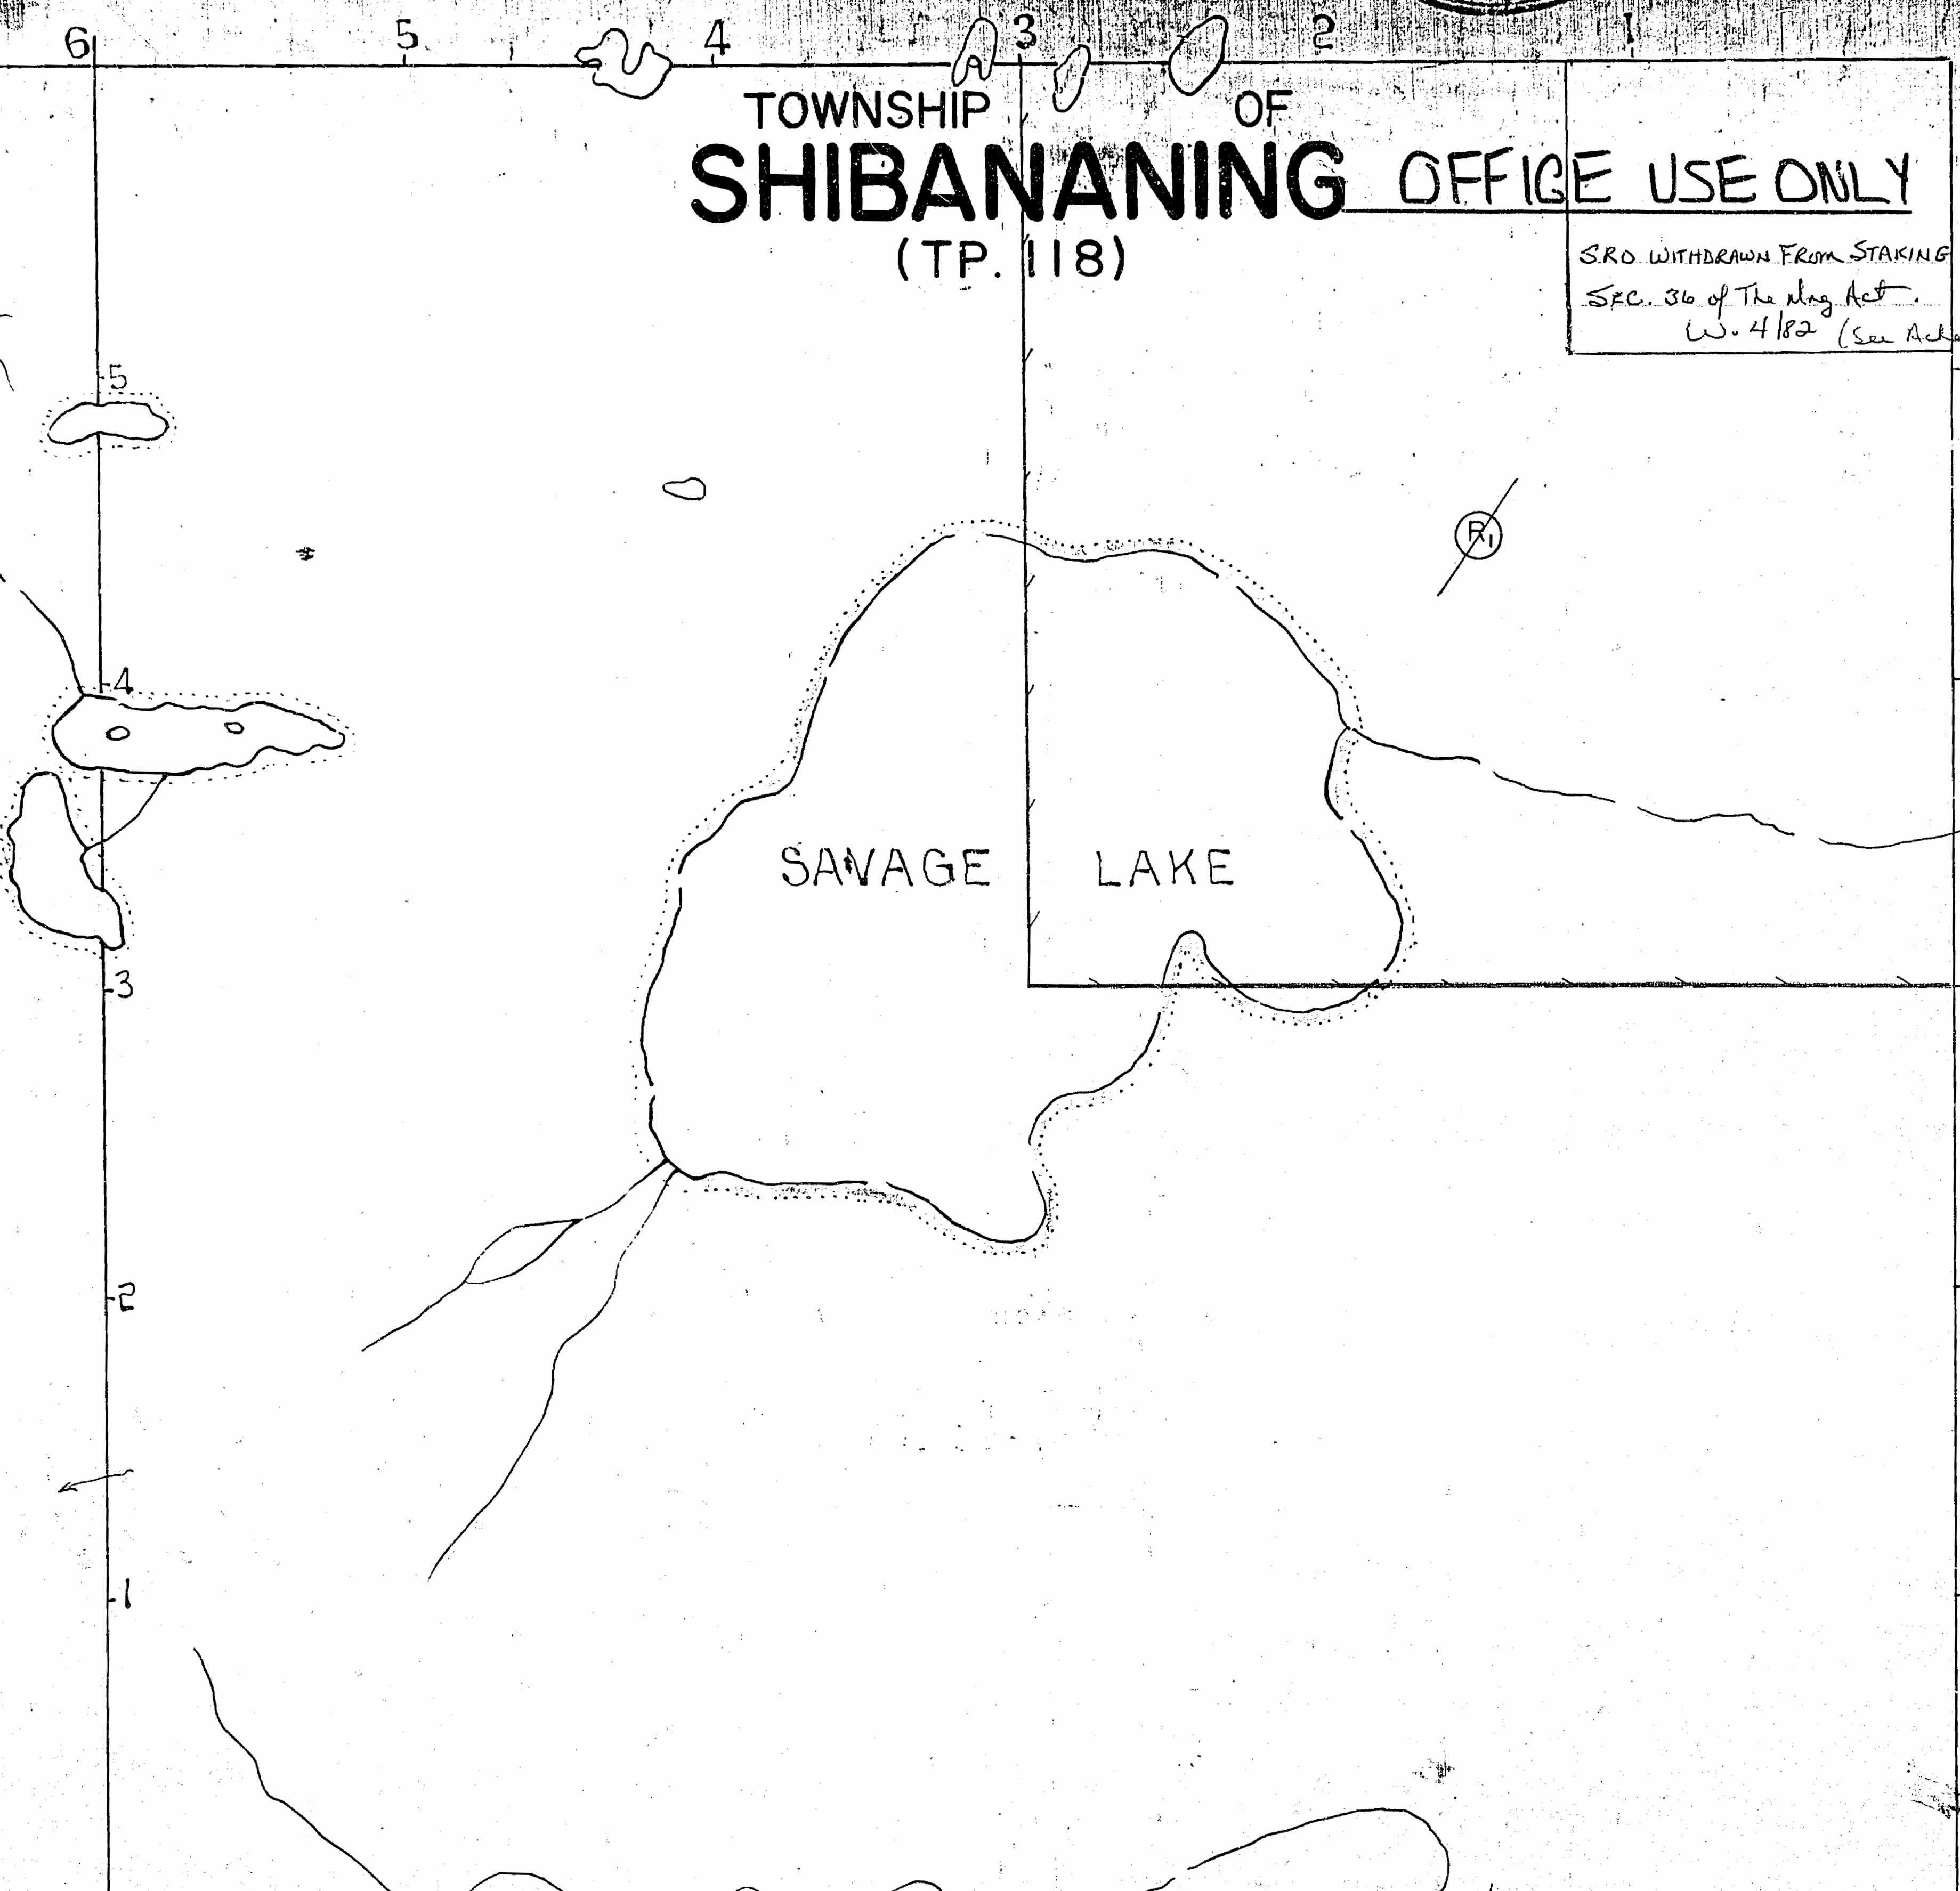 6 5 4 3 2 1
TOWNSHIP OF
SHIBANANING OFFICE USE ONLY
(TP. 118)
S.R.O. WITHDRAWN FROM STAKING
SEC. 36 of The Mng Act.
W. 4/82 (See
5
R1
4
SAVAGE LAKE
3
2
1